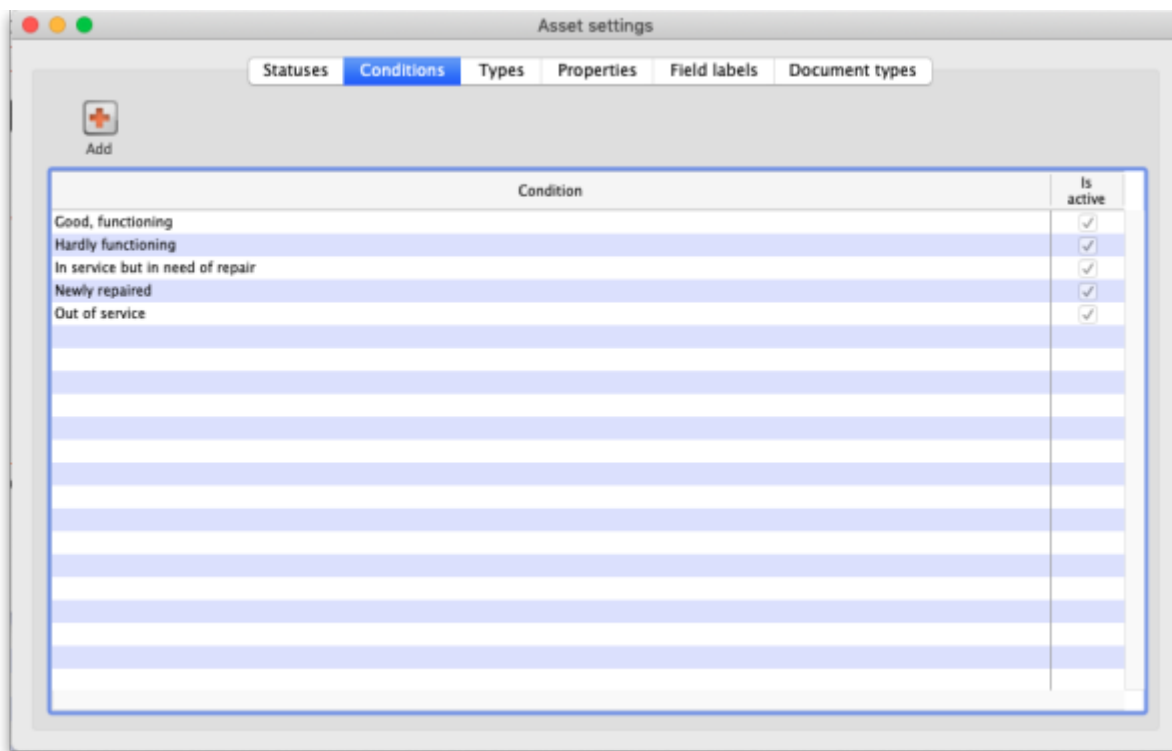 Asset settings
Statuses Conditions Types Properties Field labels Document types
Add
Condition
Is
active
Good, functioning
Hardly functioning
In service but in need of repair
Newly repaired
Out of service